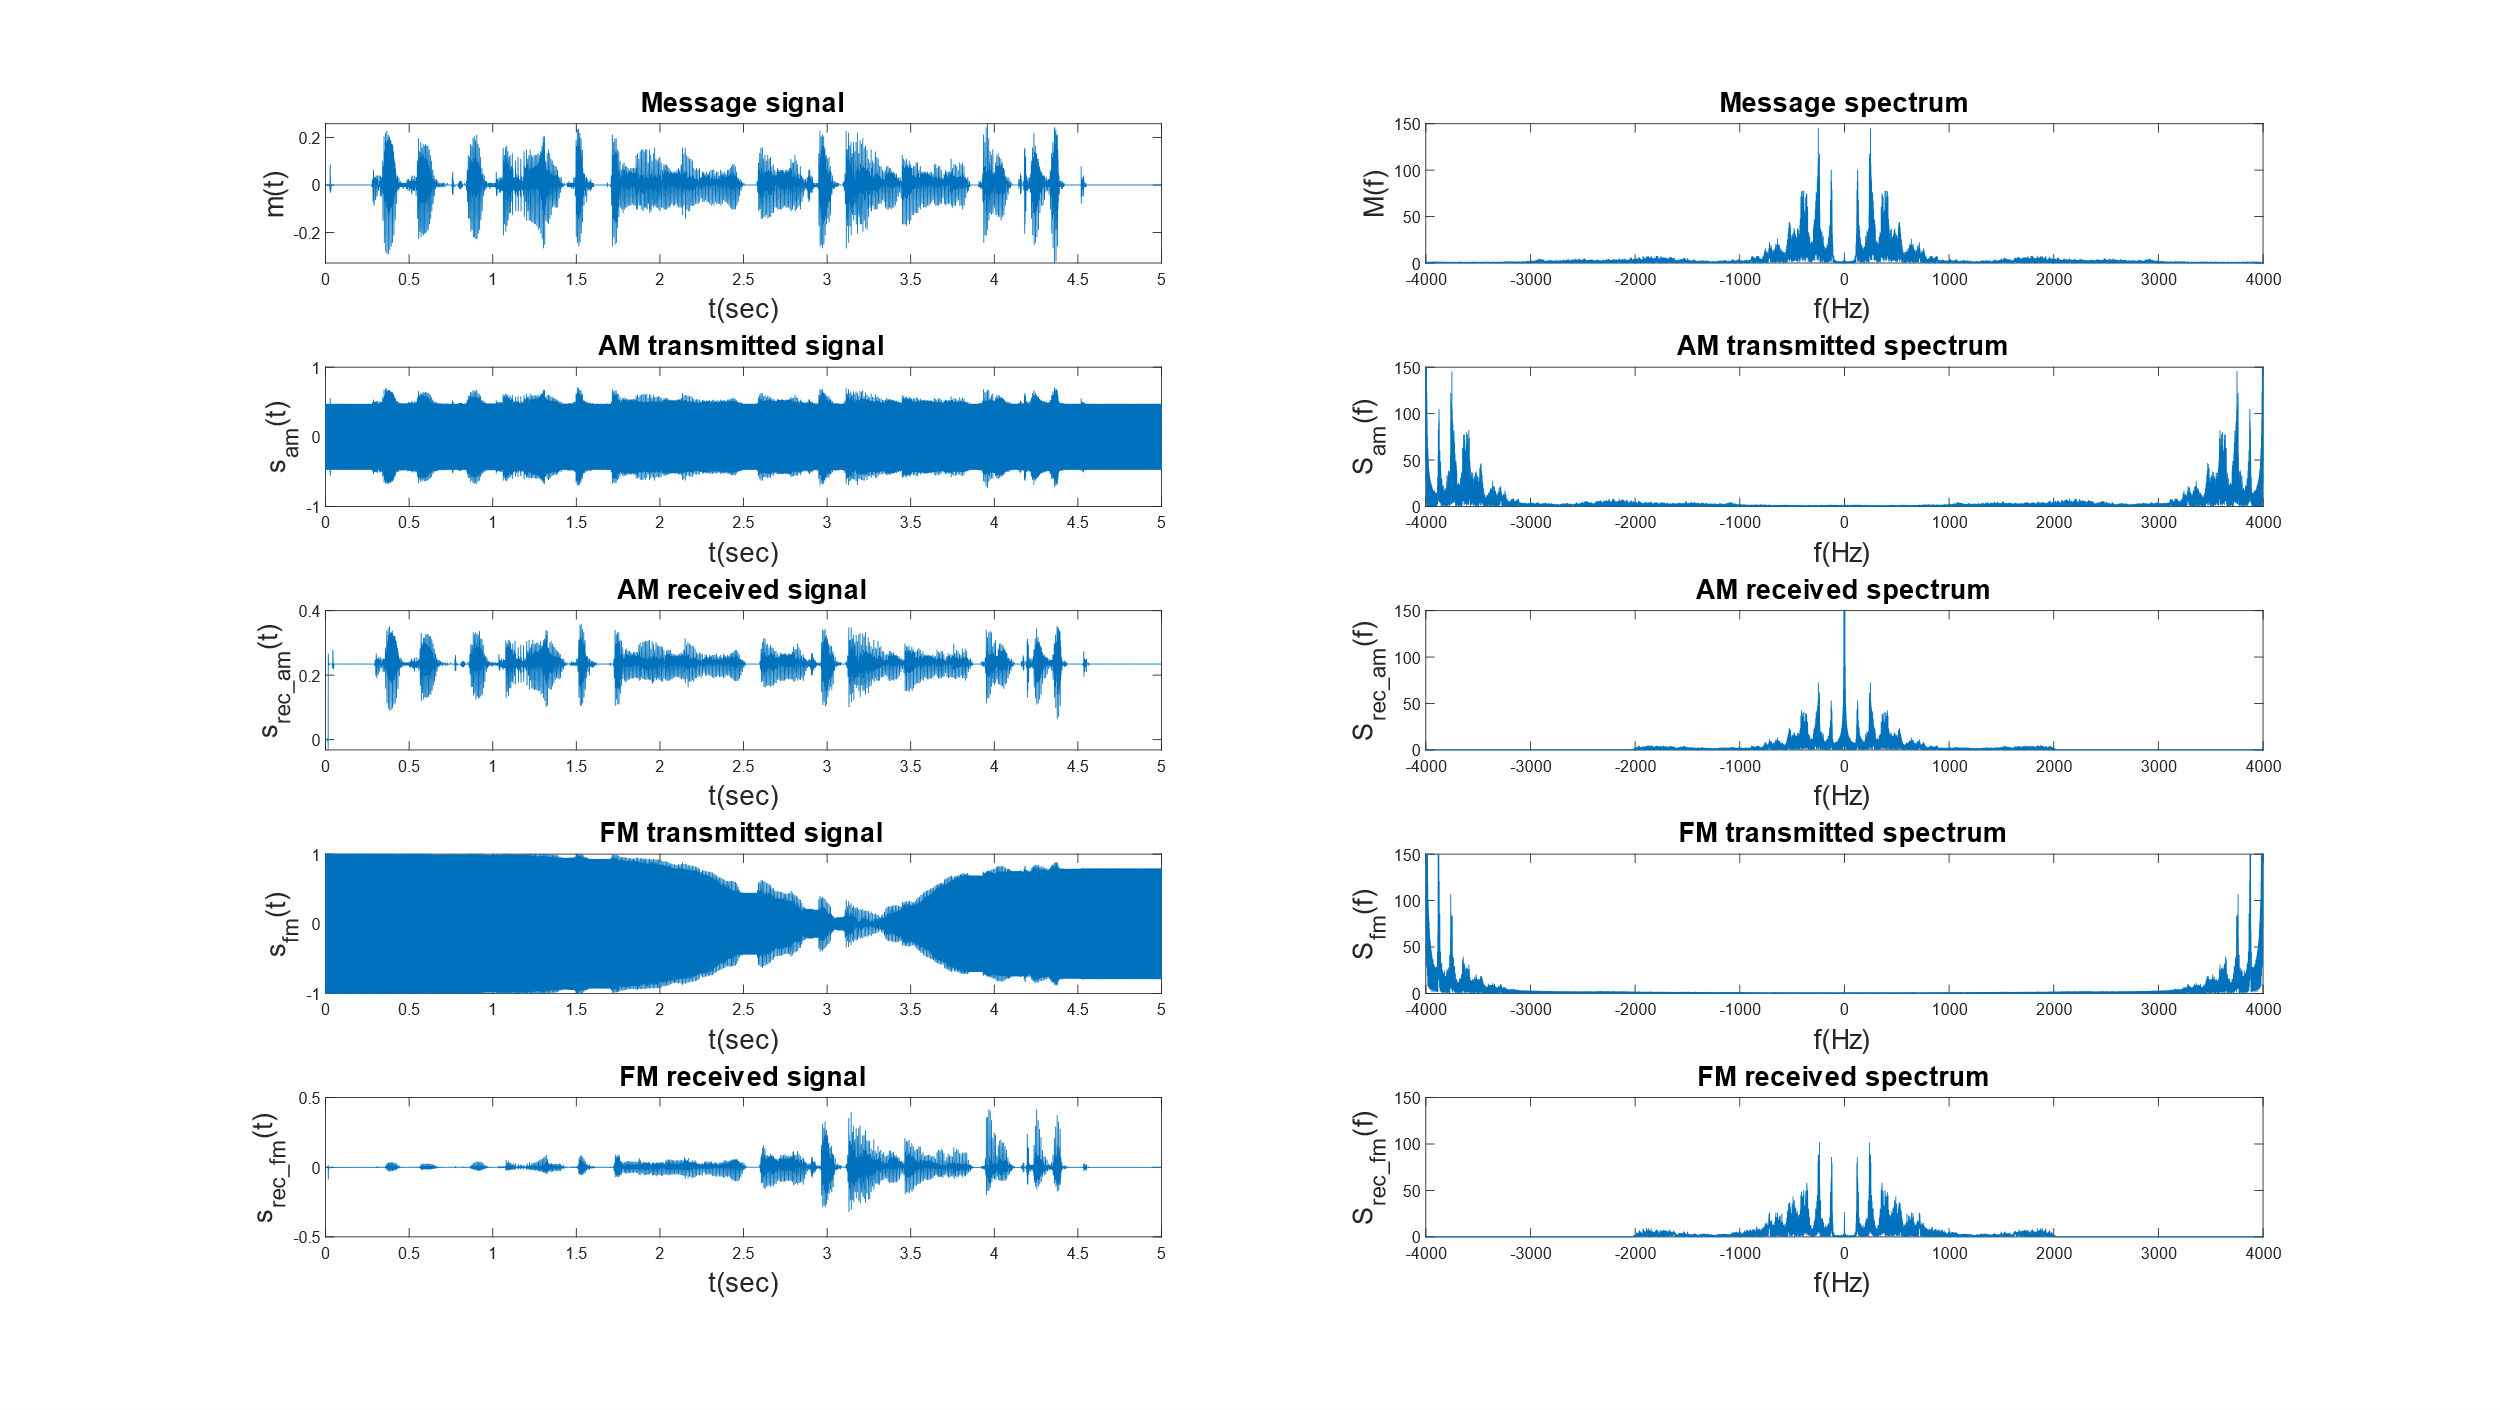 Message signal
0.2
0
-0.2
m(t)
0 0.5 1 1.5 2 2.5 3 3.5 4 4.5 5
t(sec)
Message spectrum
150
100
50
0
M(f)
-4000 -3000 -2000 -1000 0 1000 2000 3000 4000
f(Hz)
AM transmitted signal
1
0
-1
s_am(t)
0 0.5 1 1.5 2 2.5 3 3.5 4 4.5 5
t(sec)
AM transmitted spectrum
150
100
50
0
S_am(f)
-4000 -3000 -2000 -1000 0 1000 2000 3000 4000
f(Hz)
AM received signal
0.4
0.2
0
s_rec_am(t)
0 0.5 1 1.5 2 2.5 3 3.5 4 4.5 5
t(sec)
AM received spectrum
150
100
50
0
S_rec_am(f)
-4000 -3000 -2000 -1000 0 1000 2000 3000 4000
f(Hz)
FM transmitted signal
1
0
-1
s_fm(t)
0 0.5 1 1.5 2 2.5 3 3.5 4 4.5 5
t(sec)
FM transmitted spectrum
150
100
50
0
S_fm(f)
-4000 -3000 -2000 -1000 0 1000 2000 3000 4000
f(Hz)
FM received signal
0.5
0
-0.5
s_rec_fm(t)
0 0.5 1 1.5 2 2.5 3 3.5 4 4.5 5
t(sec)
FM received spectrum
150
100
50
0
S_rec_fm(f)
-4000 -3000 -2000 -1000 0 1000 2000 3000 4000
f(Hz)